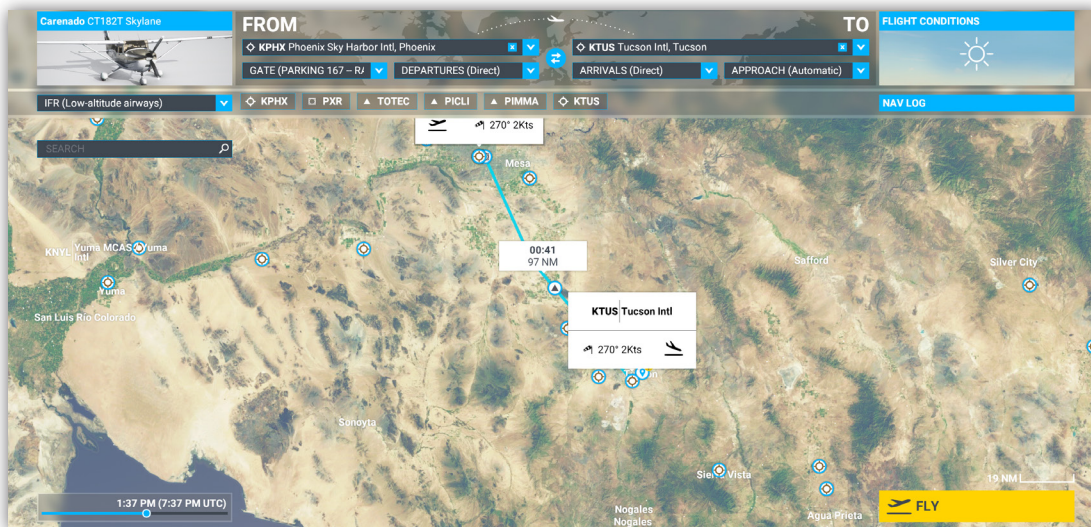 Carenado CT182T Skylane
FROM
TO
FLIGHT CONDITIONS
KPHX Phoenix Sky Harbor Intl, Phoenix
KTUS Tucson Intl, Tucson
GATE (PARKING 167 – R/
DEPARTURES (Direct)
ARRIVALS (Direct)
APPROACH (Automatic)
IFR (Low-altitude airways)
KPHX
PXR
TOTEC
PICLI
PIMMA
KTUS
NAV LOG
SEARCH
270° 2Kts
Mesa
KNYL Yuma MCAS Yuma
Intl
00:41
97 NM
Safford
Silver City
Yuma
San Luis Río Colorado
KTUS Tucson Intl
270° 2Kts
Sonoyta
Sierra Vista
19 NM
1:37 PM (7:37 PM UTC)
FLY
Nogales
Nogales
Agua Prieta